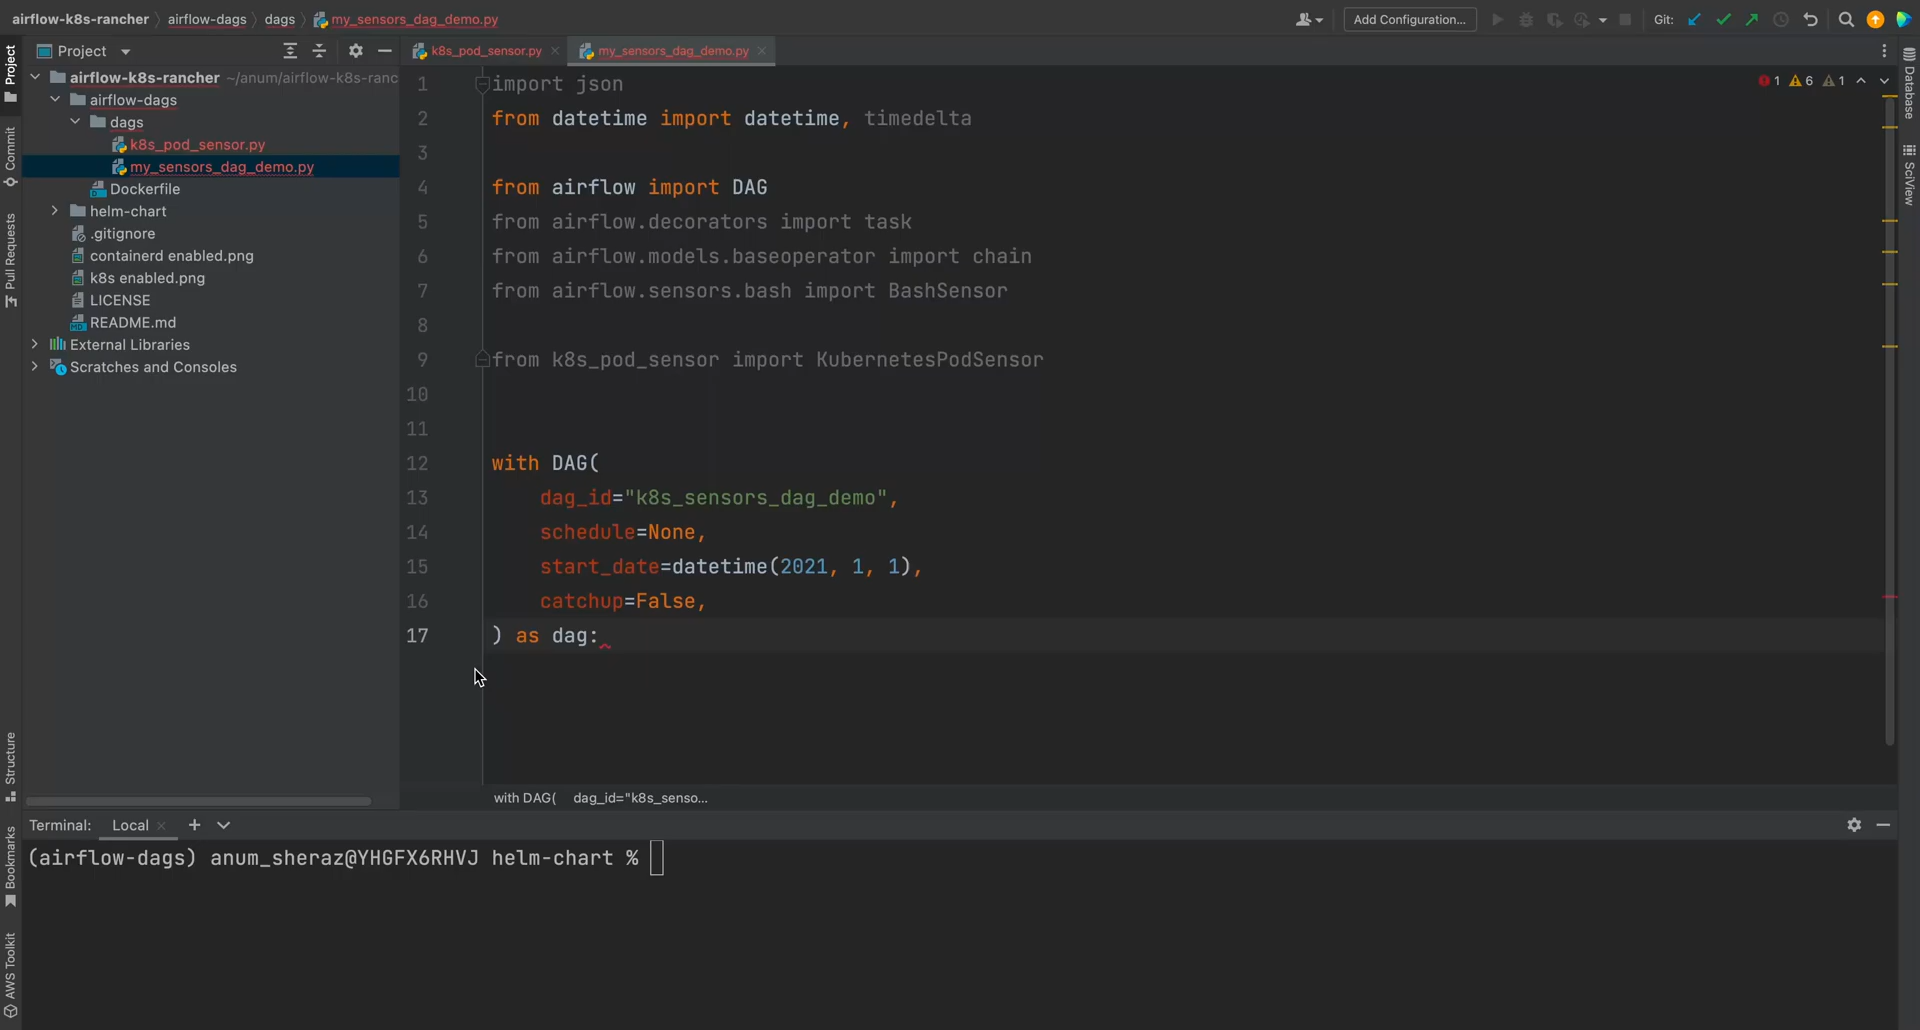 airflow-k8s-rancher airflow-dags dags my_sensors_dag_demo.py Add Configuration... Git:
Project
airflow-k8s-rancher ~/anum/airflow-k8s-ranc
airflow-dags
dags
k8s_pod_sensor.py
my_sensors_dag_demo.py
Dockerfile
helm-chart
.gitignore
containerd enabled.png
k8s enabled.png
LICENSE
README.md
External Libraries
Scratches and Consoles
Project
Commit
Pull Requests
Structure
Bookmarks
AWS Toolkit
k8s_pod_sensor.py my_sensors_dag_demo.py
1 6 1
1 import json
2 from datetime import datetime, timedelta
3
4 from airflow import DAG
5 from airflow.decorators import task
6 from airflow.models.baseoperator import chain
7 from airflow.sensors.bash import BashSensor
8
9 from k8s_pod_sensor import KubernetesPodSensor
10
11
12 with DAG(
13 dag_id="k8s_sensors_dag_demo",
14 schedule=None,
15 start_date=datetime(2021, 1, 1),
16 catchup=False,
17 ) as dag:
with DAG( dag_id="k8s_senso...
Database
SciView
Terminal: Local
(airflow-dags) anum_sheraz@YHGFX6RHVJ helm-chart %